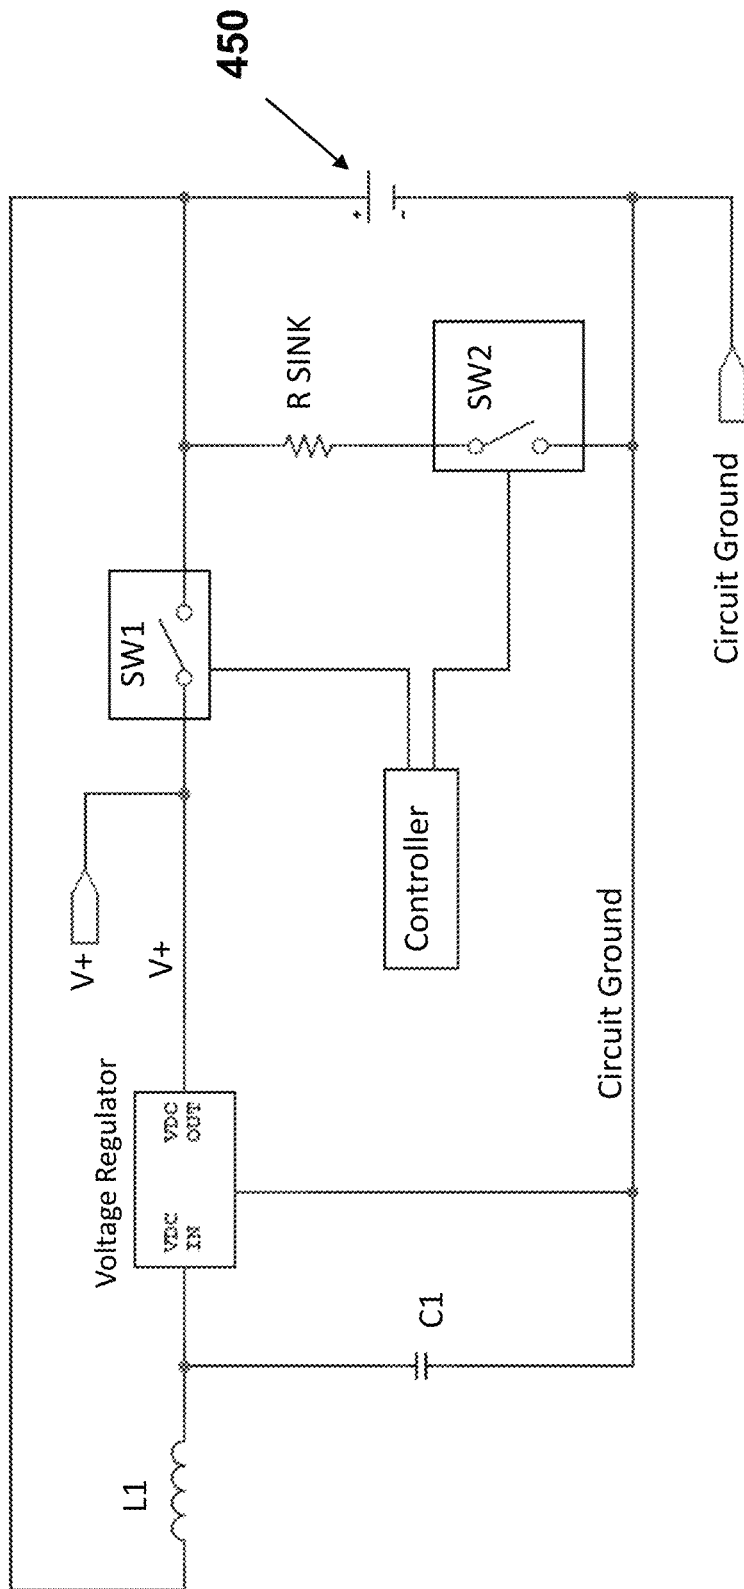 450
L1
Voltage Regulator
VDC
IN
VDC
OUT
V+
V+
SW1
R SINK
+
-
SW2
C1
Controller
Circuit Ground
Circuit Ground